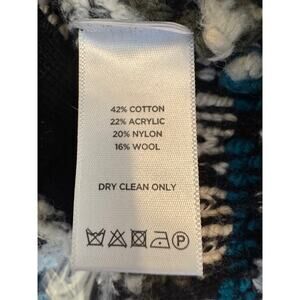 42% COTTON
22% ACRYLIC
20% NYLON
16% WOOL
DRY CLEAN ONLY
P